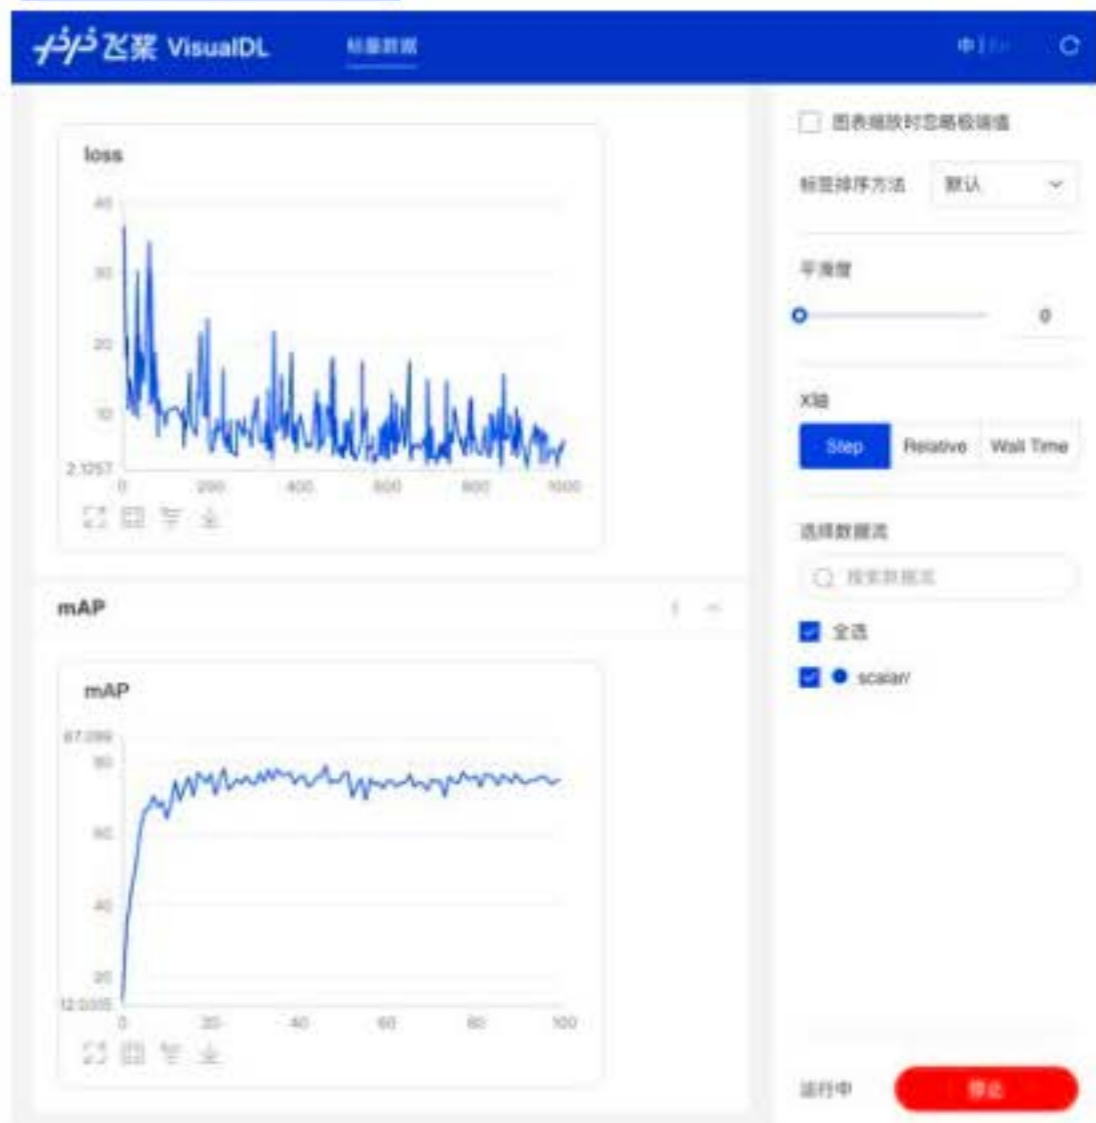 飞桨 VisualDL
标量数据
中 | En
loss
40
30
20
10
2.1257
0 200 400 600 800 1000
mAP
1
mAP
87.099
80
60
40
20
0 20 40 60 80 100
图表缩放时忽略极端值
标签排序方法 默认
平滑度
0
X轴
Step Relative Wall Time
选择数据流
搜索数据流
全选
scalar/
运行中 停止